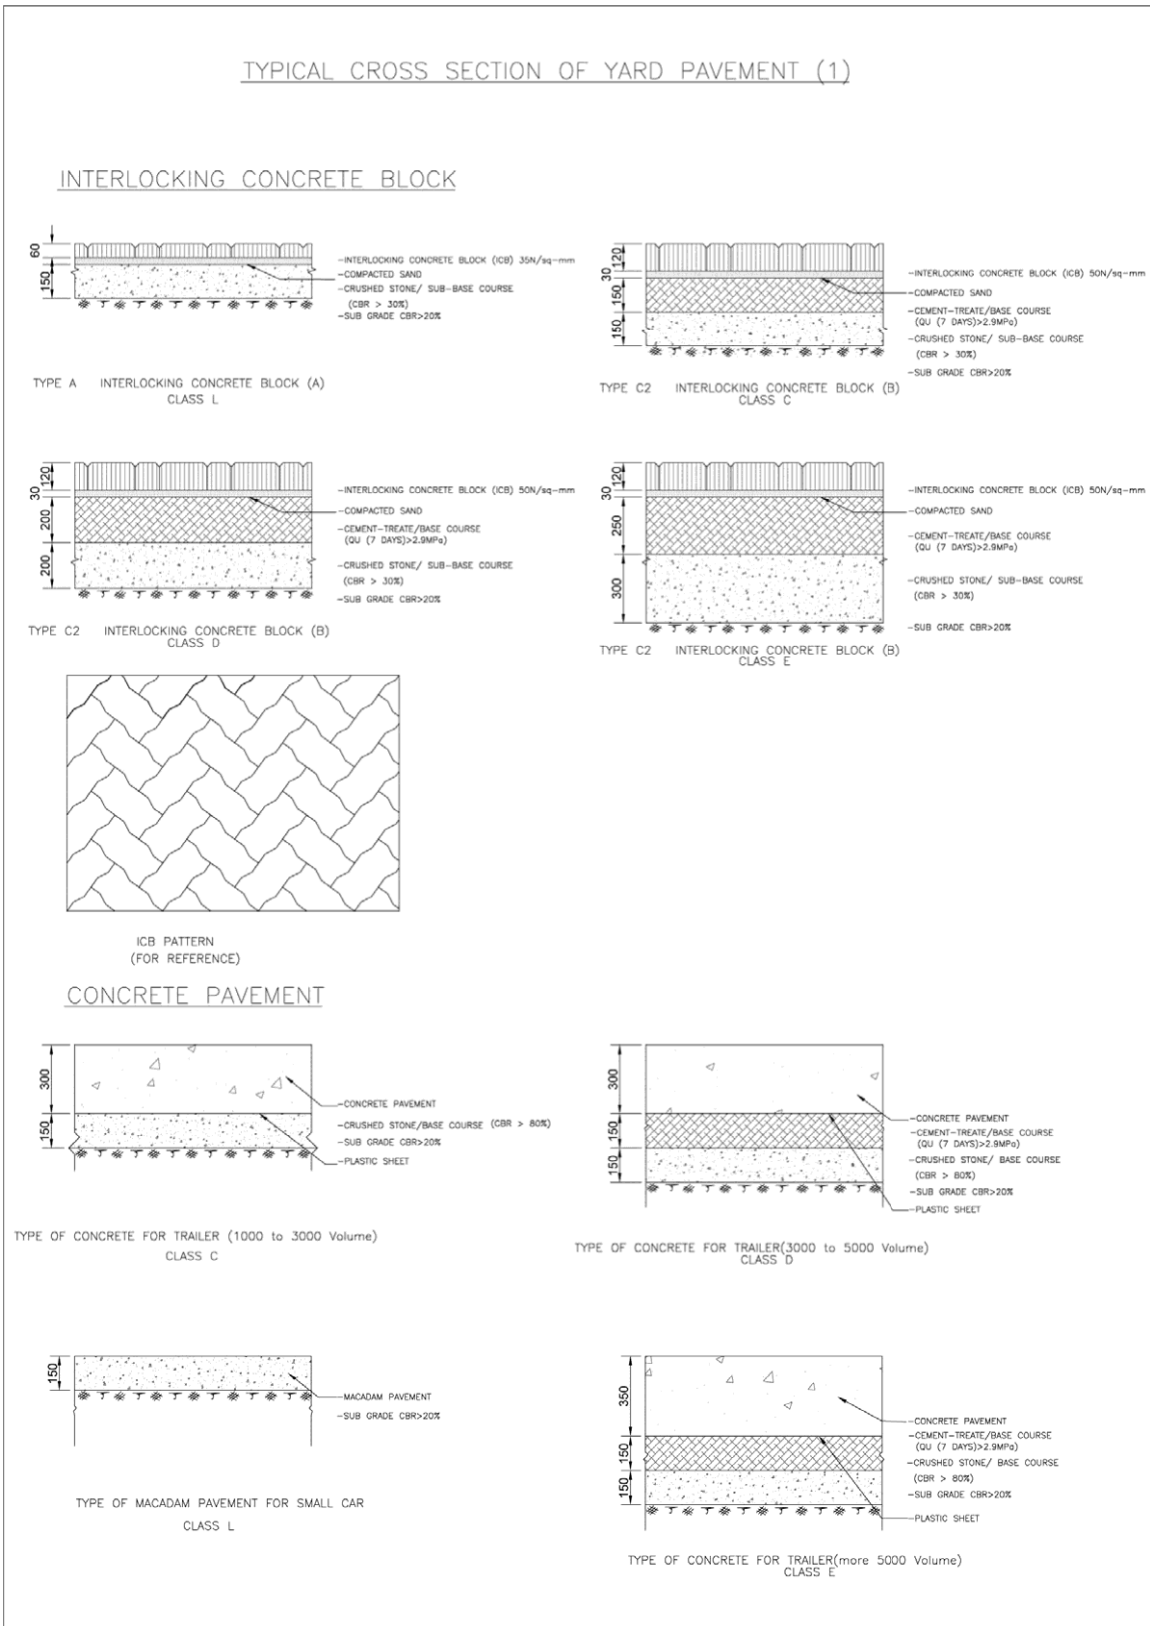 TYPICAL CROSS SECTION OF YARD PAVEMENT (1)
INTERLOCKING CONCRETE BLOCK
60
150
-INTERLOCKING CONCRETE BLOCK (ICB) 35N/sq-mm
-COMPACTED SAND
-CRUSHED STONE/ SUB-BASE COURSE
(CBR > 30%)
-SUB GRADE CBR>20%
TYPE A INTERLOCKING CONCRETE BLOCK (A)
CLASS L
120
30
150
150
-INTERLOCKING CONCRETE BLOCK (ICB) 50N/sq-mm
-COMPACTED SAND
-CEMENT-TREATE/BASE COURSE
(QU (7 DAYS)>2.9MPa)
-CRUSHED STONE/ SUB-BASE COURSE
(CBR > 30%)
-SUB GRADE CBR>20%
TYPE C2 INTERLOCKING CONCRETE BLOCK (B)
CLASS C
120
30
200
200
-INTERLOCKING CONCRETE BLOCK (ICB) 50N/sq-mm
-COMPACTED SAND
-CEMENT-TREATE/BASE COURSE
(QU (7 DAYS)>2.9MPa)
-CRUSHED STONE/ SUB-BASE COURSE
(CBR > 30%)
-SUB GRADE CBR>20%
TYPE C2 INTERLOCKING CONCRETE BLOCK (B)
CLASS D
120
30
250
300
-INTERLOCKING CONCRETE BLOCK (ICB) 50N/sq-mm
-COMPACTED SAND
-CEMENT-TREATE/BASE COURSE
(QU (7 DAYS)>2.9MPa)
-CRUSHED STONE/ SUB-BASE COURSE
(CBR > 30%)
-SUB GRADE CBR>20%
TYPE C2 INTERLOCKING CONCRETE BLOCK (B)
CLASS E
ICB PATTERN
(FOR REFERENCE)
CONCRETE PAVEMENT
300
150
-CONCRETE PAVEMENT
-CRUSHED STONE/BASE COURSE (CBR > 80%)
-SUB GRADE CBR>20%
-PLASTIC SHEET
TYPE OF CONCRETE FOR TRAILER (1000 to 3000 Volume)
CLASS C
300
150
150
-CONCRETE PAVEMENT
-CEMENT-TREATE/BASE COURSE
(QU (7 DAYS)>2.9MPa)
-CRUSHED STONE/ BASE COURSE
(CBR > 80%)
-SUB GRADE CBR>20%
-PLASTIC SHEET
TYPE OF CONCRETE FOR TRAILER(3000 to 5000 Volume)
CLASS D
150
-MACADAM PAVEMENT
-SUB GRADE CBR>20%
TYPE OF MACADAM PAVEMENT FOR SMALL CAR
CLASS L
350
150
150
-CONCRETE PAVEMENT
-CEMENT-TREATE/BASE COURSE
(QU (7 DAYS)>2.9MPa)
-CRUSHED STONE/ BASE COURSE
(CBR > 80%)
-SUB GRADE CBR>20%
-PLASTIC SHEET
TYPE OF CONCRETE FOR TRAILER(more 5000 Volume)
CLASS E